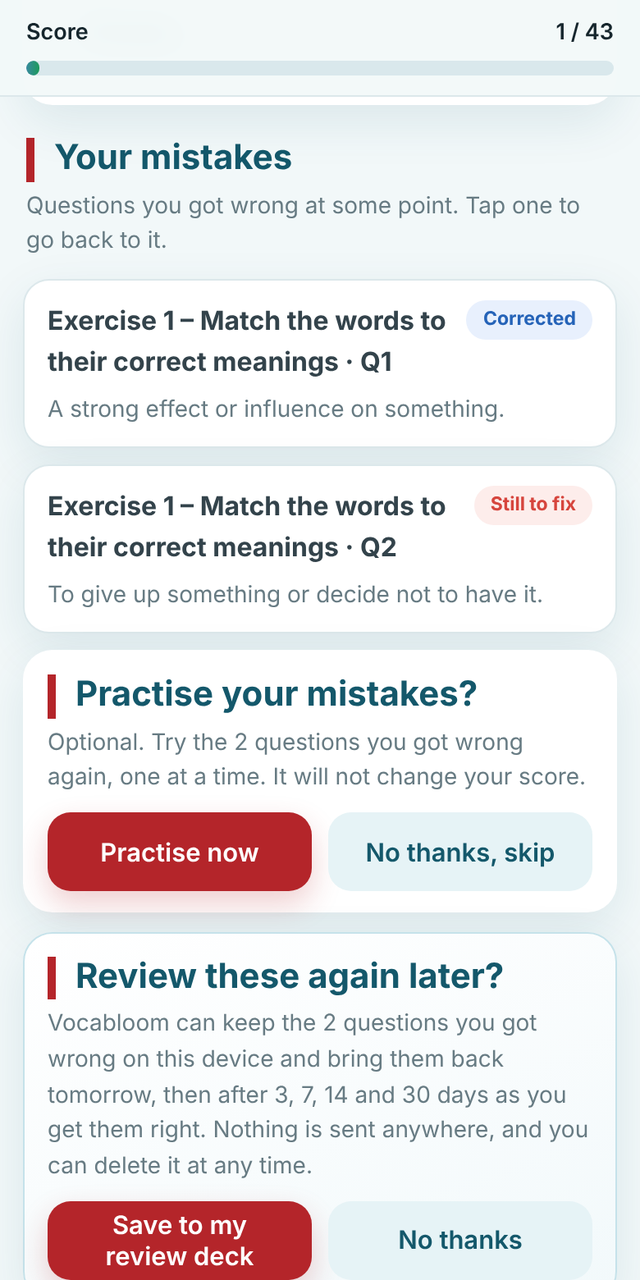 Score
1 / 43
Your mistakes
Questions you got wrong at some point. Tap one to
go back to it.
Exercise 1 – Match the words to
their correct meanings · Q1
Corrected
A strong effect or influence on something.
Exercise 1 – Match the words to
their correct meanings · Q2
Still to fix
To give up something or decide not to have it.
Practise your mistakes?
Optional. Try the 2 questions you got wrong
again, one at a time. It will not change your score.
Practise now
No thanks, skip
Review these again later?
Vocabloom can keep the 2 questions you got
wrong on this device and bring them back
tomorrow, then after 3, 7, 14 and 30 days as you
get them right. Nothing is sent anywhere, and you
can delete it at any time.
Save to my
review deck
No thanks